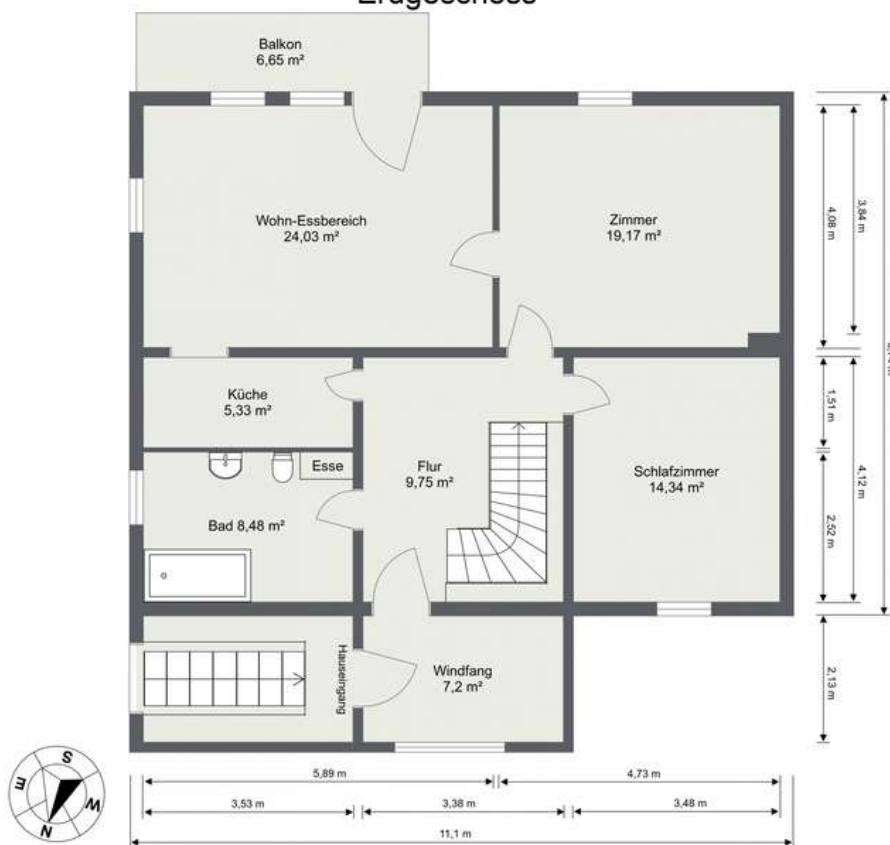 Balkon
6,65 m²
Wohn-Essbereich
24,03 m²
Zimmer
19,17 m²
4,08 m
3,84 m
Küche
5,33 m²
1,51 m
Esse
Flur
9,75 m²
Schlafzimmer
14,34 m²
4,12 m
Bad 8,48 m²
2,52 m
Hauseingang
Windfang
7,2 m²
2,13 m
S
E
W
N
5,89 m
4,73 m
3,53 m
3,38 m
3,48 m
11,1 m